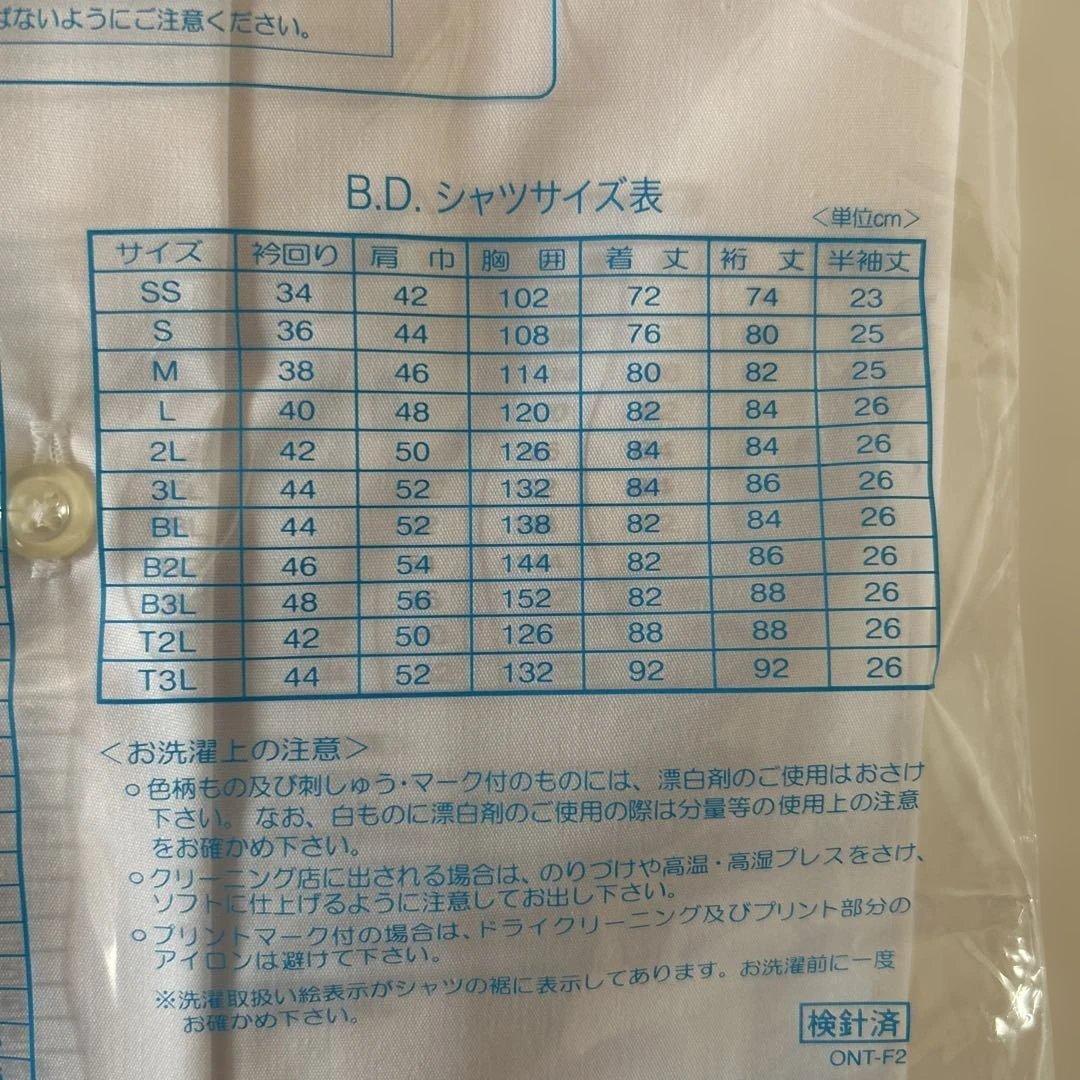 ばないようにご注意ください。
B.D. シャツサイズ表
＜単位cm＞
サイズ 衿回り 肩巾 胸囲 着丈 裄丈 半袖丈
SS 34 42 102 72 74 23
S 36 44 108 76 80 25
M 38 46 114 80 82 25
L 40 48 120 82 84 26
2L 42 50 126 84 84 26
3L 44 52 132 84 86 26
BL 44 52 138 82 84 26
B2L 46 54 144 82 86 26
B3L 48 56 152 82 88 26
T2L 42 50 126 88 88 26
T3L 44 52 132 92 92 26
＜お洗濯上の注意＞
○色柄もの及び刺しゅう・マーク付のものには、漂白剤のご使用はおさけ
下さい。なお、白ものに漂白剤のご使用の際は分量等の使用上の注意
をお確かめ下さい。
○クリーニング店に出される場合は、のりづけや高温・高湿プレスをさけ、
ソフトに仕上げるように注意してお出し下さい。
○プリントマーク付の場合は、ドライクリーニング及びプリント部分の
アイロンは避けて下さい。
※洗濯取扱い絵表示がシャツの裾に表示してあります。お洗濯前に一度
お確かめ下さい。
検針済
ONT-F2